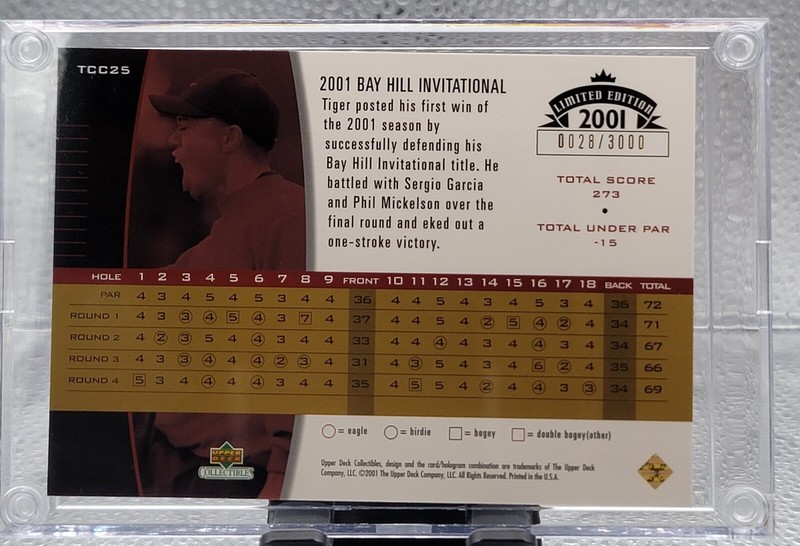 TCC25
2001 BAY HILL INVITATIONAL
Tiger posted his first win of
the 2001 season by
successfully defending his
Bay Hill Invitational title. He
battled with Sergio Garcia
and Phil Mickelson over the
final round and eked out a
one-stroke victory.
LIMITED EDITION
2001
0028/3000
TOTAL SCORE
273
•
TOTAL UNDER PAR
-15
HOLE 1 2 3 4 5 6 7 8 9 FRONT 10 11 12 13 14 15 16 17 18 BACK TOTAL
PAR 4 3 4 5 4 5 3 4 4 36 4 4 5 4 3 4 5 3 4 36 72
ROUND 1 4 3 3 4 5 4 3 7 4 37 4 4 5 4 2 5 4 2 4 34 71
ROUND 2 4 2 3 5 4 4 3 4 4 33 4 4 4 4 3 4 4 3 4 34 67
ROUND 3 4 3 3 4 4 4 2 3 4 31 4 3 5 4 3 4 6 2 4 35 66
ROUND 4 5 3 4 4 4 4 3 4 4 35 4 5 5 4 2 4 4 3 3 34 69
= eagle = birdie = bogey = double bogey(other)
UPPER
DECK
COLLECTIBLES
Upper Deck Collectibles, design and the card/hologram combination are trademarks of The Upper Deck
Company, LLC. ©2001 The Upper Deck Company, LLC. All Rights Reserved. Printed in the U.S.A.